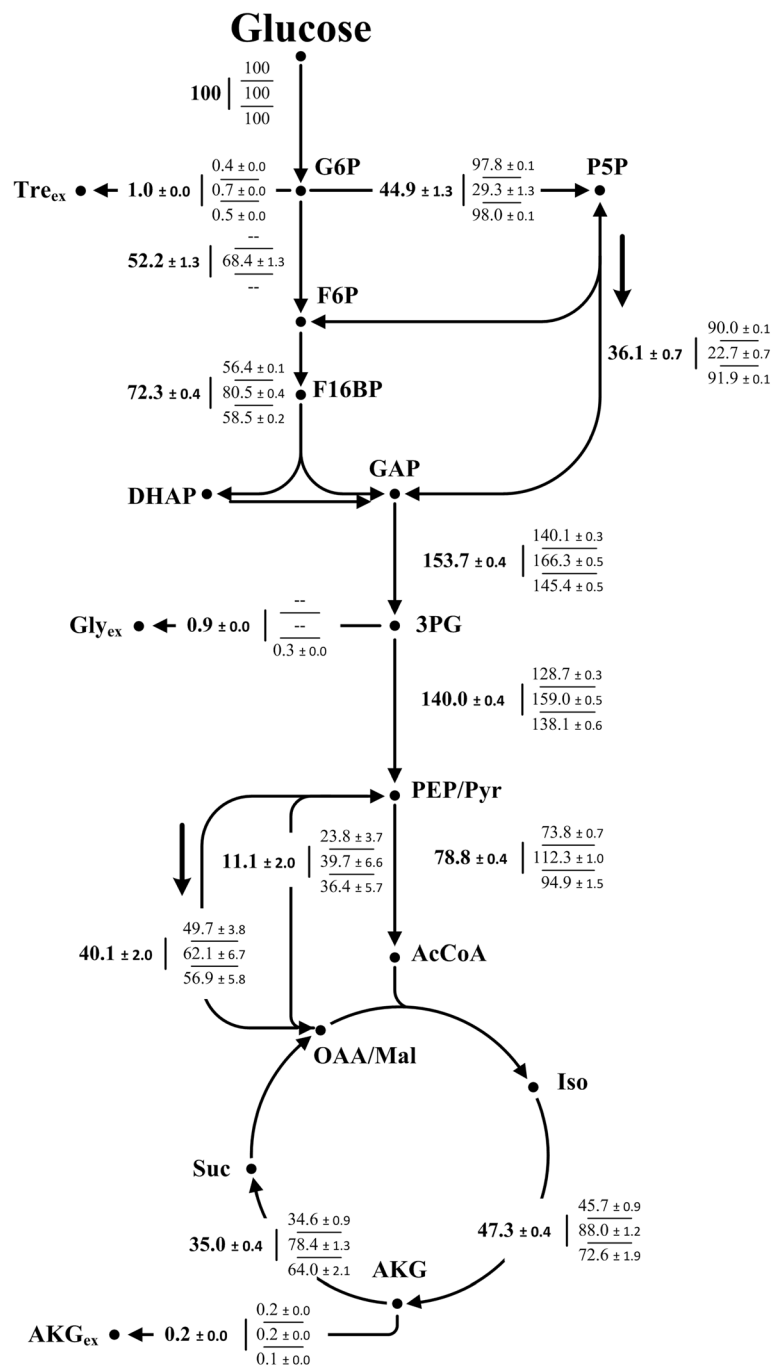 Glucose
100
100
100
100
G6P
P5P
Tre_ex
1.0 ± 0.0
0.4 ± 0.0
0.7 ± 0.0
0.5 ± 0.0
44.9 ± 1.3
97.8 ± 0.1
29.3 ± 1.3
98.0 ± 0.1
52.2 ± 1.3
--
68.4 ± 1.3
--
F6P
36.1 ± 0.7
90.0 ± 0.1
22.7 ± 0.7
91.9 ± 0.1
72.3 ± 0.4
56.4 ± 0.1
80.5 ± 0.4
58.5 ± 0.2
F16BP
GAP
DHAP
153.7 ± 0.4
140.1 ± 0.3
166.3 ± 0.5
145.4 ± 0.5
Gly_ex
0.9 ± 0.0
--
--
0.3 ± 0.0
3PG
140.0 ± 0.4
128.7 ± 0.3
159.0 ± 0.5
138.1 ± 0.6
PEP/Pyr
11.1 ± 2.0
23.8 ± 3.7
39.7 ± 6.6
36.4 ± 5.7
78.8 ± 0.4
73.8 ± 0.7
112.3 ± 1.0
94.9 ± 1.5
40.1 ± 2.0
49.7 ± 3.8
62.1 ± 6.7
56.9 ± 5.8
AcCoA
OAA/Mal
Iso
Suc
47.3 ± 0.4
45.7 ± 0.9
88.0 ± 1.2
72.6 ± 1.9
35.0 ± 0.4
34.6 ± 0.9
78.4 ± 1.3
64.0 ± 2.1
AKG
AKG_ex
0.2 ± 0.0
0.2 ± 0.0
0.2 ± 0.0
0.1 ± 0.0